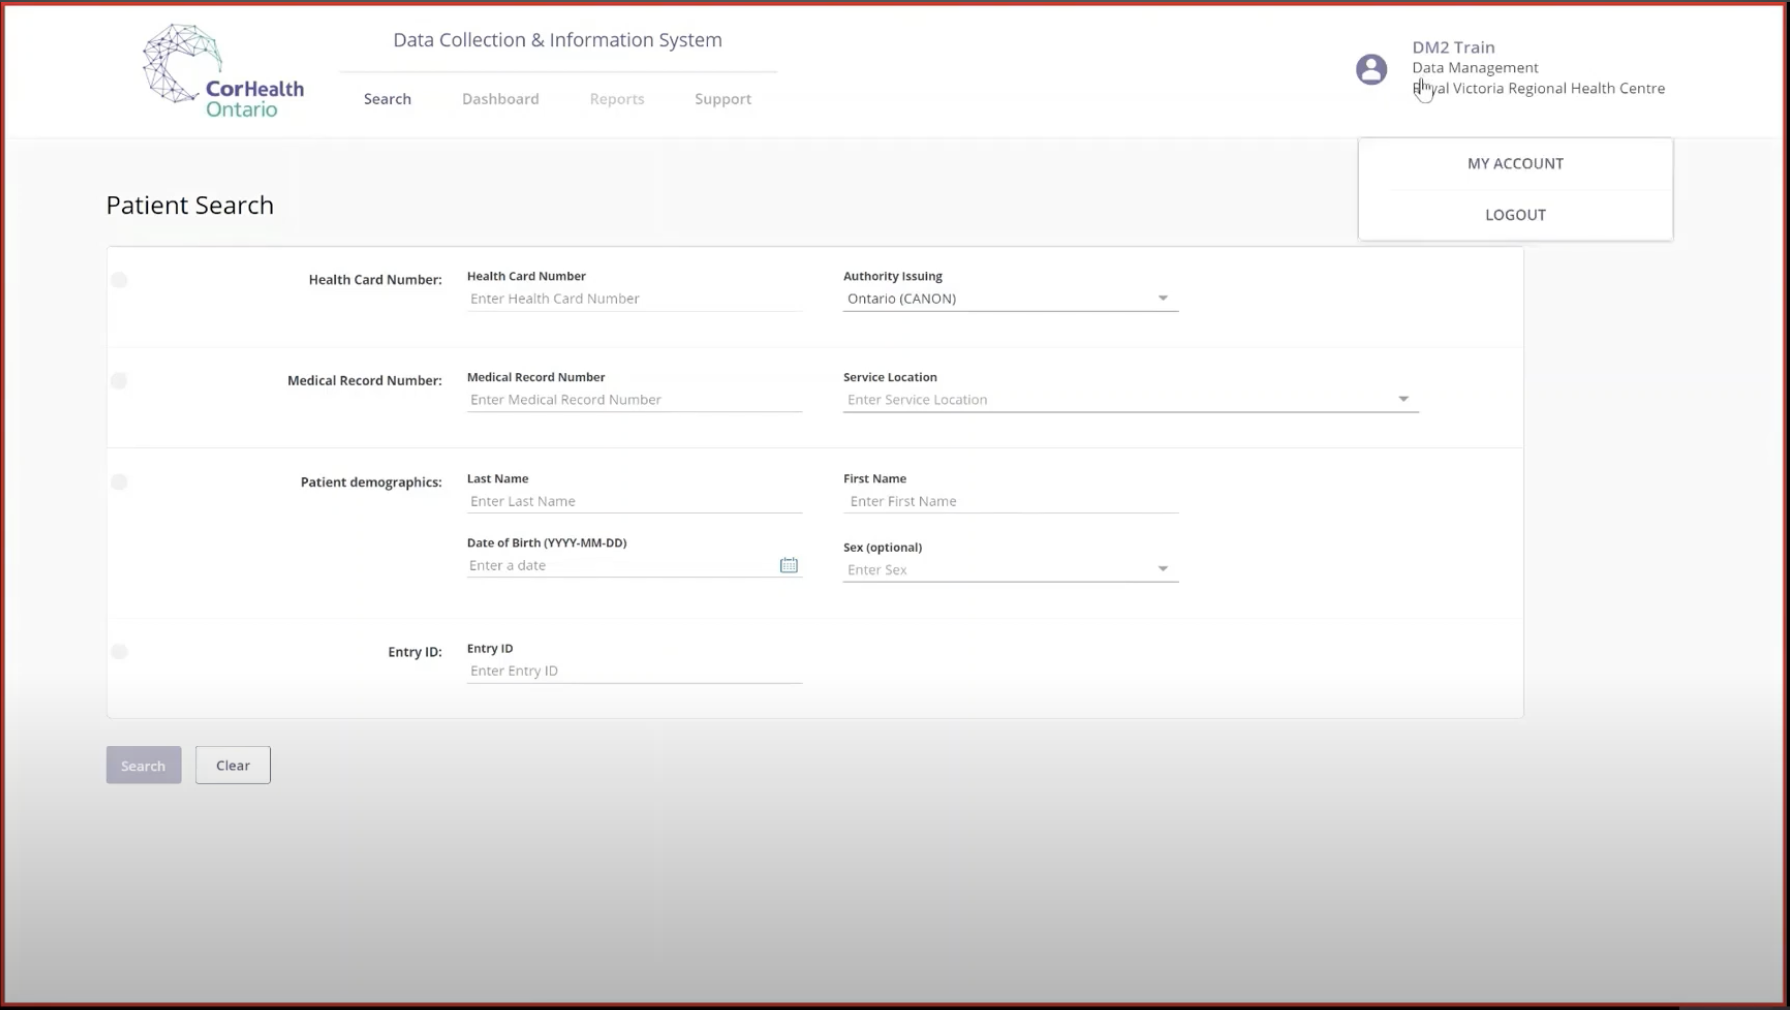 CorHealth
Ontario
Data Collection & Information System
Search Dashboard Reports Support
DM2 Train
Data Management
Victoria Regional Health Centre
MY ACCOUNT
LOGOUT
Patient Search
Health Card Number:
Health Card Number
Enter Health Card Number
Authority Issuing
Ontario (CANON)
Medical Record Number:
Medical Record Number
Enter Medical Record Number
Service Location
Enter Service Location
Patient demographics:
Last Name
Enter Last Name
First Name
Enter First Name
Date of Birth (YYYY-MM-DD)
Enter a date
Sex (optional)
Enter Sex
Entry ID:
Entry ID
Enter Entry ID
Search
Clear